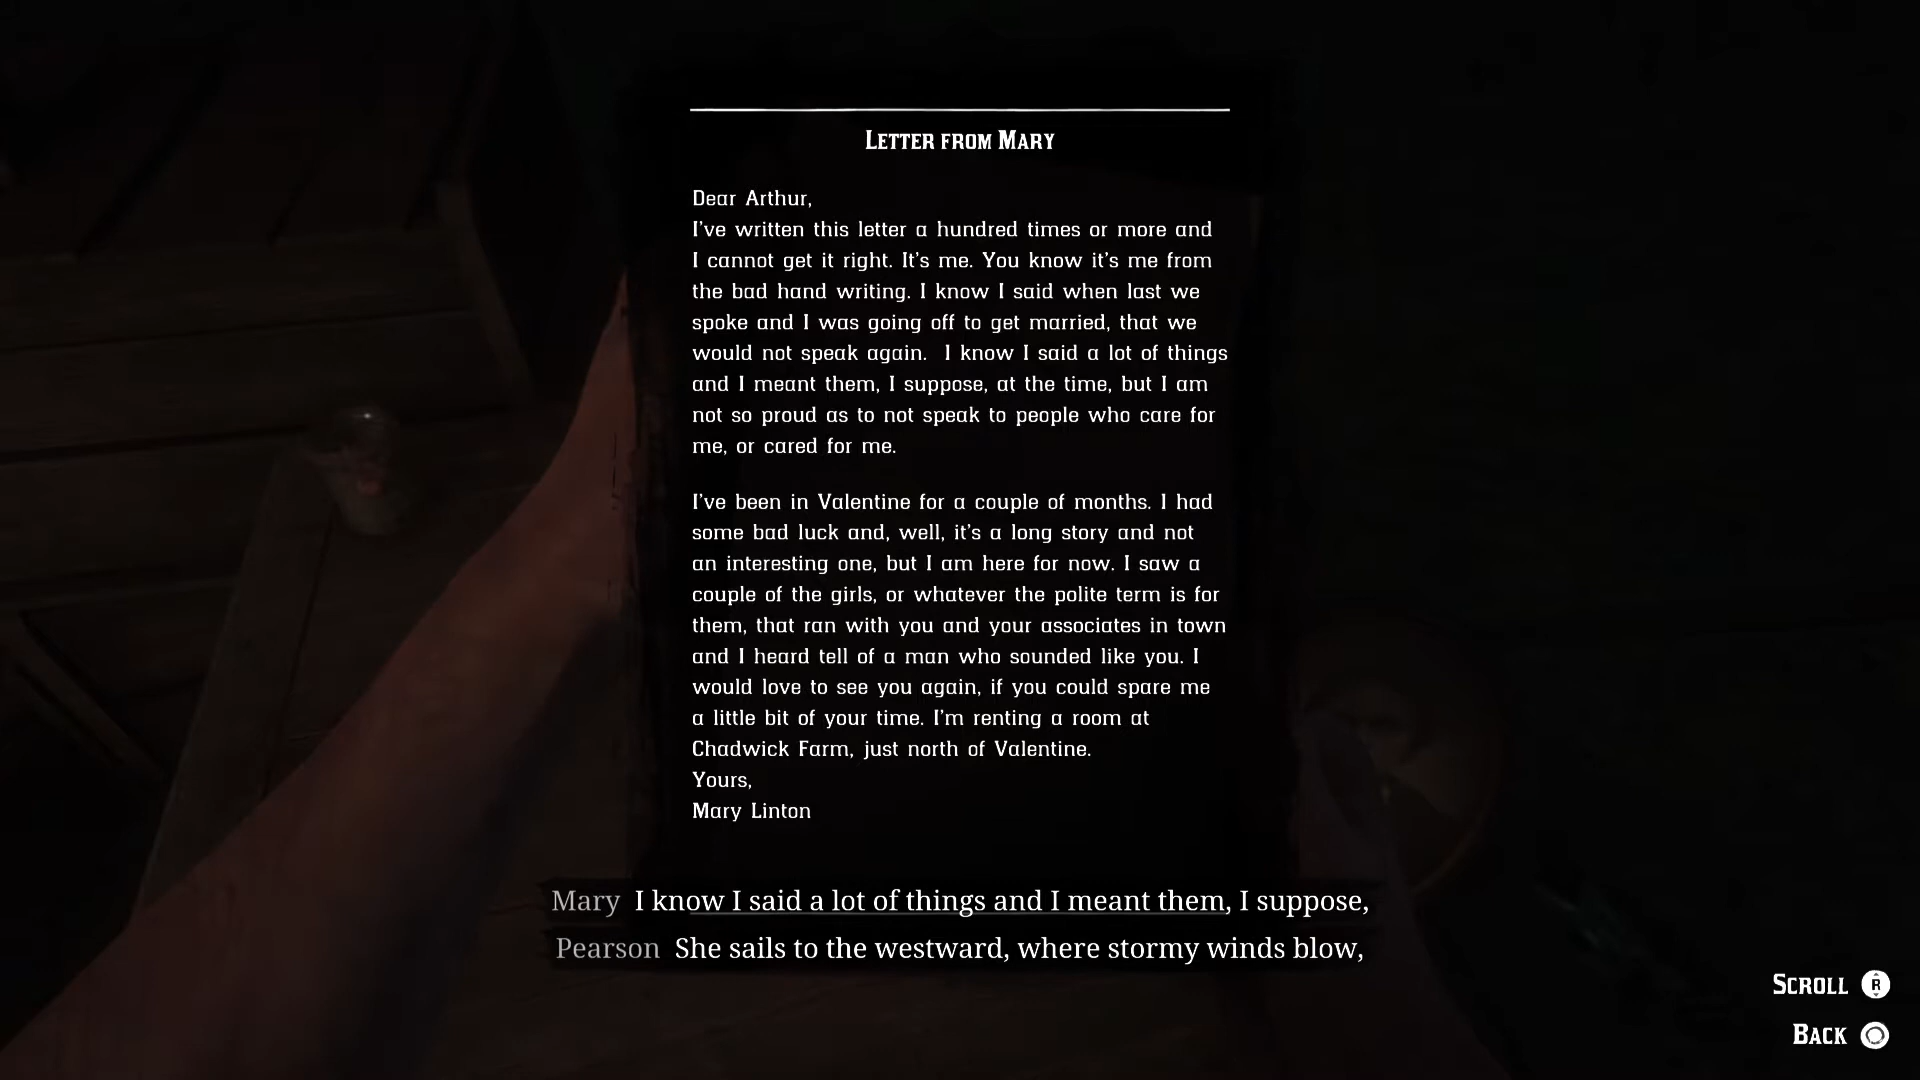 LETTER FROM MARY
Dear Arthur,
I've written this letter a hundred times or more and
I cannot get it right. It's me. You know it's me from
the bad hand writing. I know I said when last we
spoke and I was going off to get married, that we
would not speak again.  I know I said a lot of things
and I meant them, I suppose, at the time, but I am
not so proud as to not speak to people who care for
me, or cared for me.
I've been in Valentine for a couple of months. I had
some bad luck and, well, it's a long story and not
an interesting one, but I am here for now. I saw a
couple of the girls, or whatever the polite term is for
them, that ran with you and your associates in town
and I heard tell of a man who sounded like you. I
would love to see you again, if you could spare me
a little bit of your time. I'm renting a room at
Chadwick Farm, just north of Valentine.
Yours,
Mary Linton
Mary I know I said a lot of things and I meant them, I suppose,
Pearson She sails to the westward, where stormy winds blow,
SCROLL R
BACK